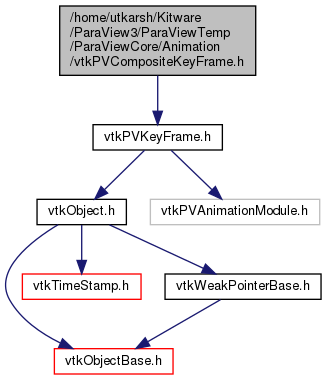 /home/utkarsh/Kitware
/ParaView3/ParaViewTemp
/ParaViewCore/Animation
/vtkPVCompositeKeyFrame.h
vtkPVKeyFrame.h
vtkObject.h
vtkPVAnimationModule.h
vtkTimeStamp.h
vtkWeakPointerBase.h
vtkObjectBase.h